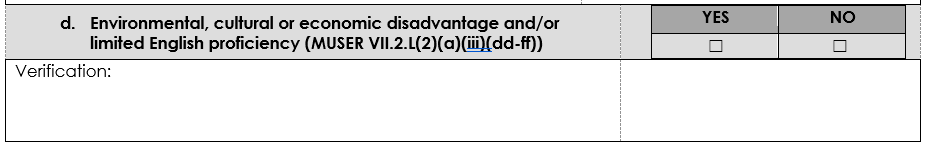 d. Environmental, cultural or economic disadvantage and/or
limited English proficiency (MUSER VII.2.L(2)(a)(iii)(dd-ff))
YES
NO
☐
☐
Verification: